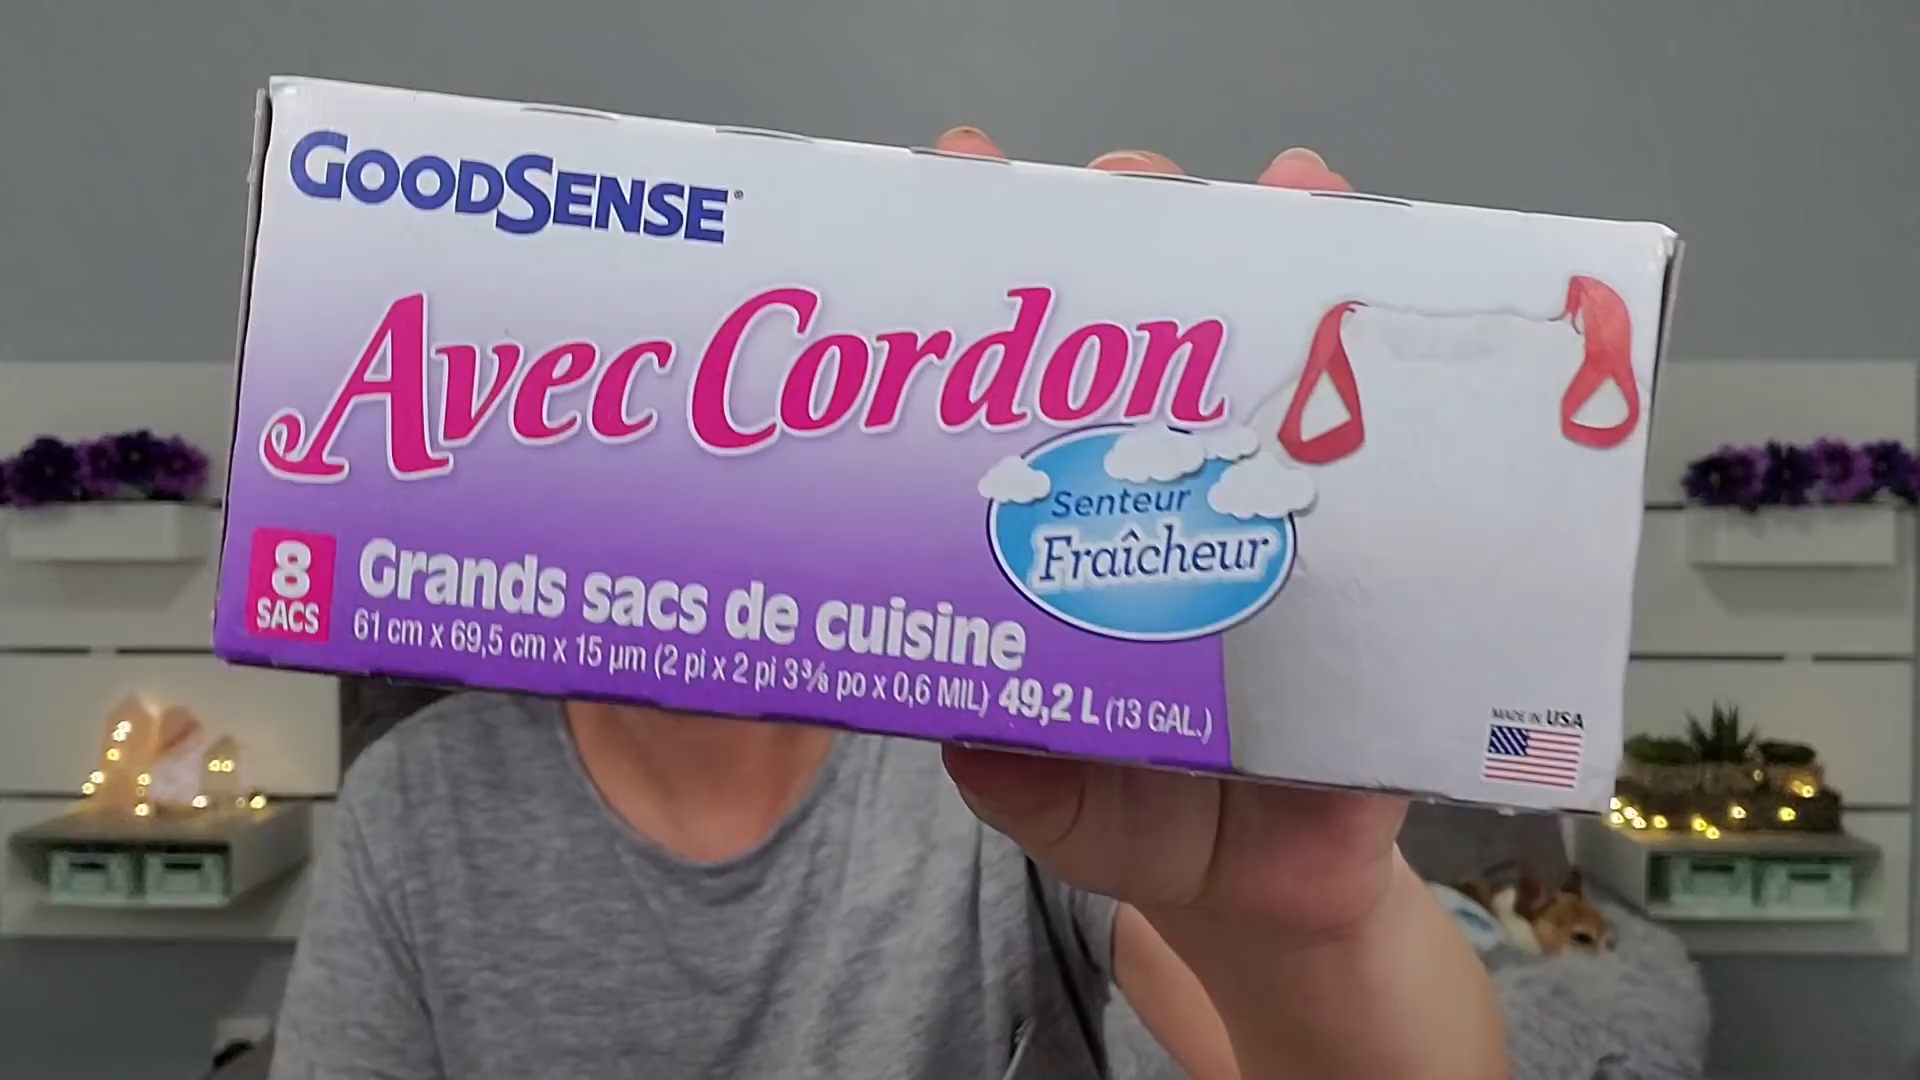 GOODSENSE®
Avec Cordon
Senteur
Fraîcheur
8
SACS
Grands sacs de cuisine
61 cm x 69,5 cm x 15 µm (2 pi x 2 pi 3⅜ po x 0,6 MIL) 49,2 L (13 GAL.)
MADE IN USA